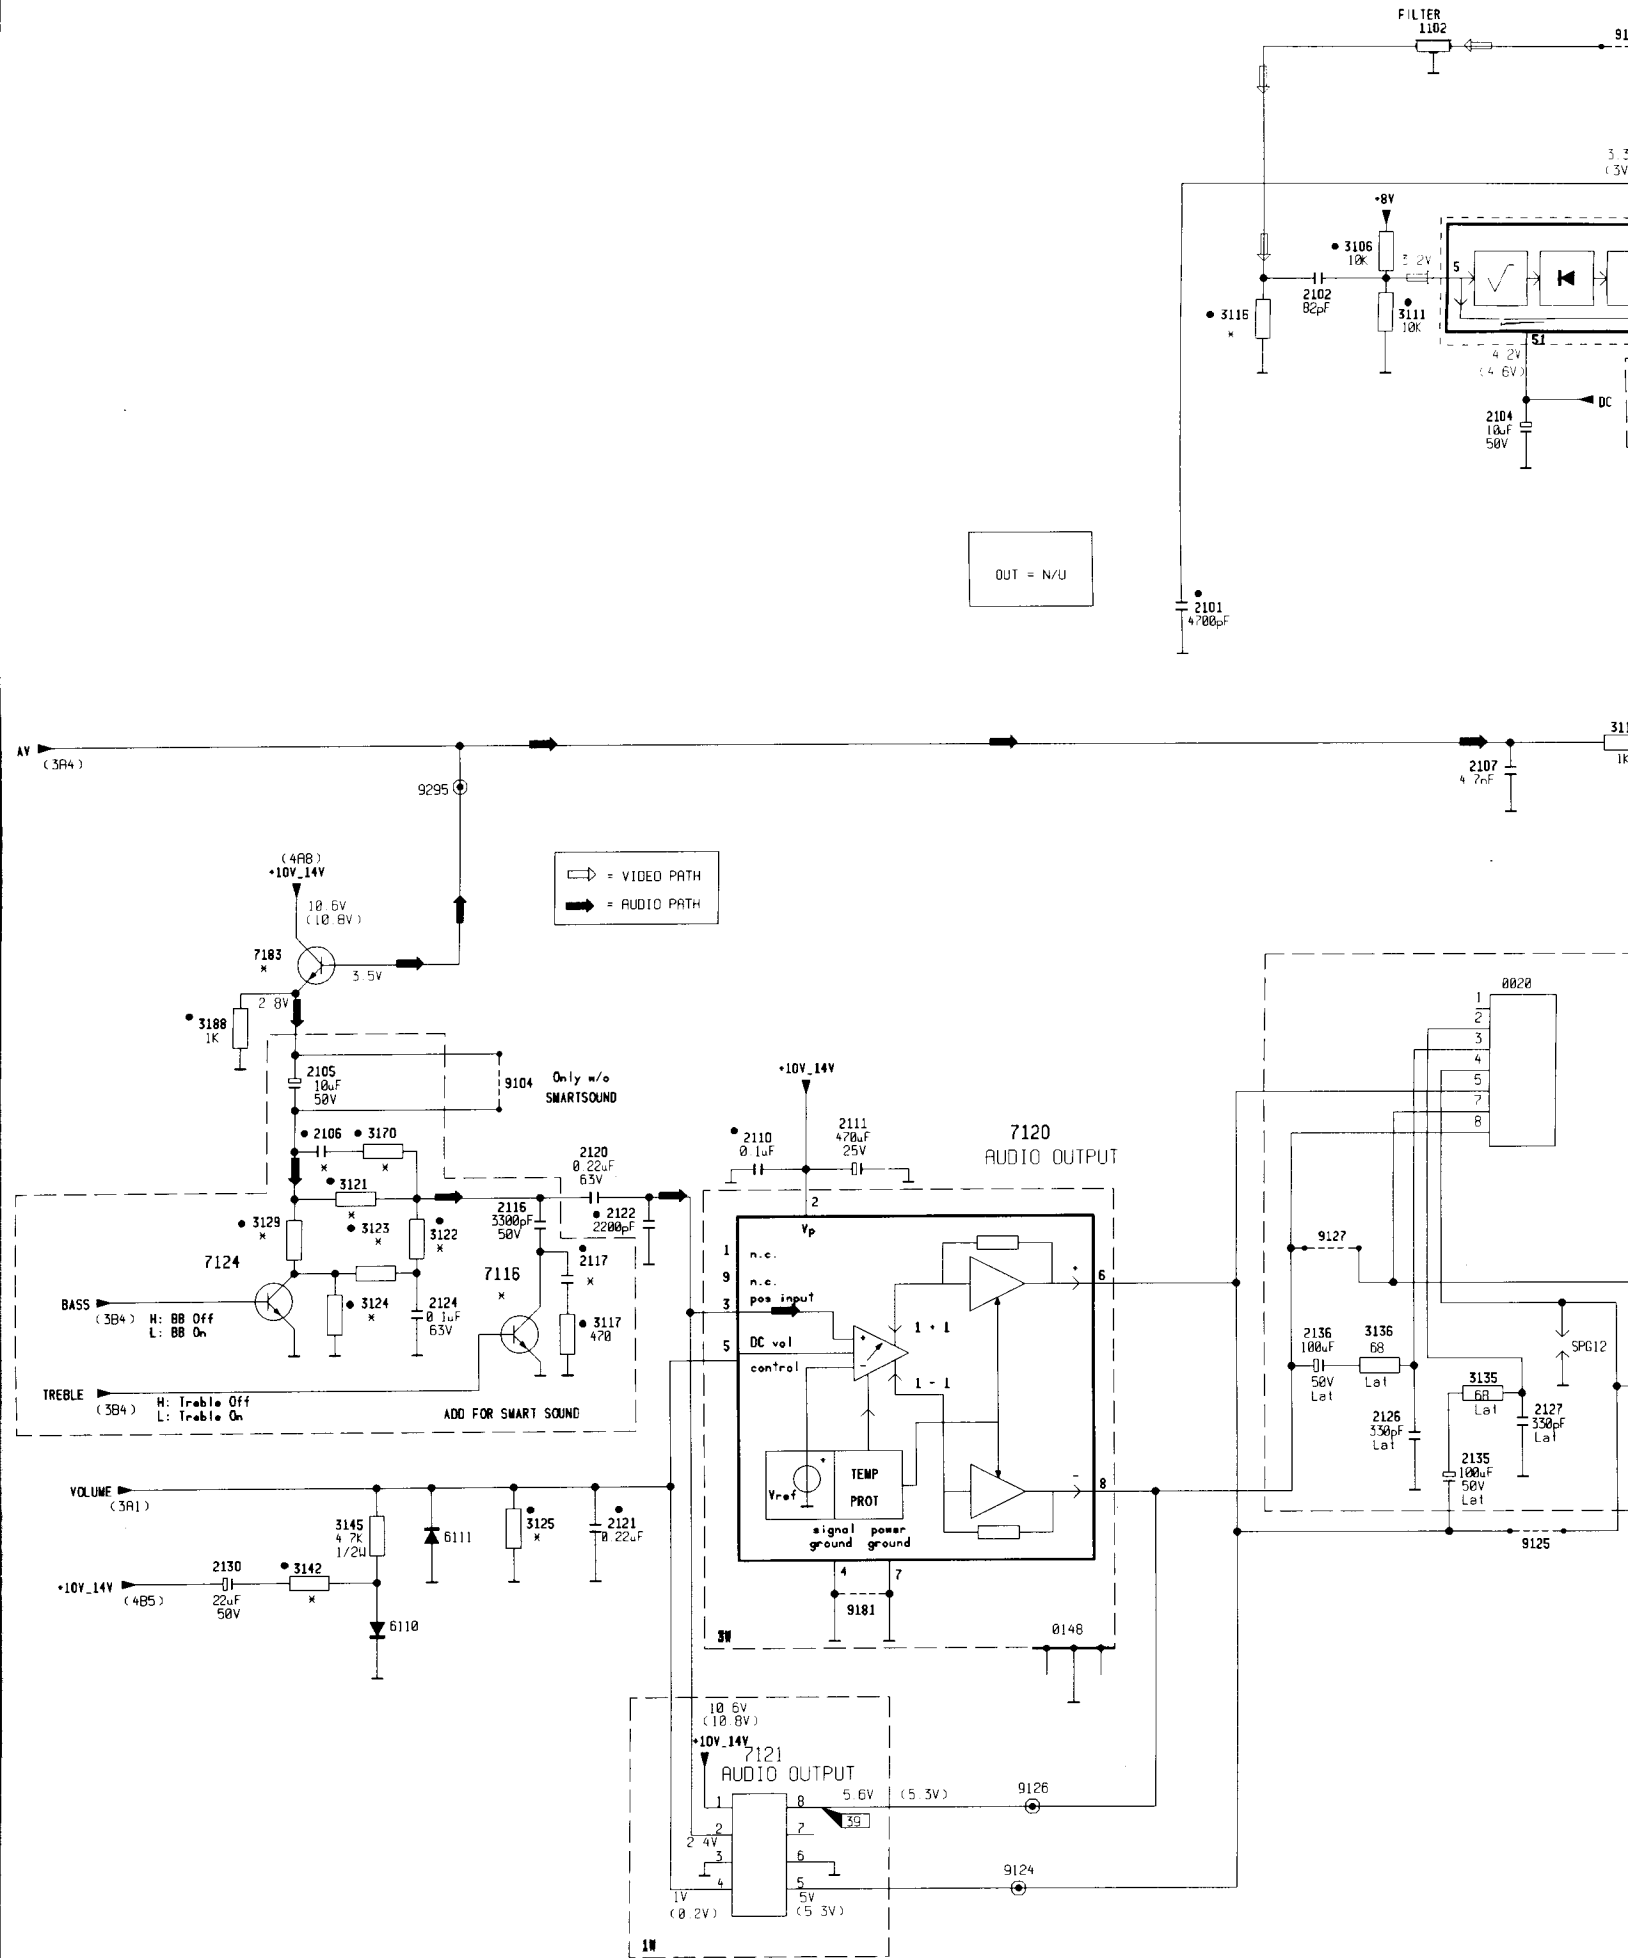 FILTER
1102
+8V
3106
10K
3.2V
5
2102
82pF
3111
10K
3116
*
S1
4.2V
(4.6V)
DC
2104
10uF
50V
OUT = N/U
2101
4700pF
AV
(3A4)
2107
4.7nF
9295
(4A8)
+10V_14V
10.6V
(10.8V)
= VIDEO PATH
= AUDIO PATH
7183
*
3.5V
2.8V
3188
1K
0020
1
2
3
4
5
7
8
2105
10uF
50V
9104
Only w/o
SMARTSOUND
+10V_14V
2110
0.1uF
2111
470uF
25V
7120
AUDIO OUTPUT
2106
*
3170
*
2120
0.22uF
63V
3121
*
2116
3300pF
50V
2122
2200pF
2
Vp
3129
*
3123
*
3122
*
2117
*
7124
7116
*
1 n.c.
9 n.c.
3 pos input
5 DC vol
control
1 + 1
1 - 1
+
6
9127
BASS
(3B4)
H: BB Off
L: BB On
3124
*
2124
0.1uF
63V
3117
470
2136
100uF
50V
Lat
3136
68
Lat
SPG12
TREBLE
(3B4)
H: Treble Off
L: Treble On
ADD FOR SMART SOUND
3135
68
Lat
2126
330pF
Lat
2127
330pF
Lat
2135
100uF
50V
Lat
Vref
TEMP
PROT
-
8
signal
ground
power
ground
VOLUME
(3A1)
3145
4.7K
1/2W
6111
3125
*
2121
0.22uF
9125
+10V_14V
(4B5)
2130
22uF
50V
3142
*
6110
4
7
9181
3W
0148
10.6V
(10.8V)
+10V_14V
7121
AUDIO OUTPUT
5.6V
(5.3V)
9126
39
1
2
3
4
8
7
6
5
2.4V
1V
(0.2V)
5V
(5.3V)
9124
1W